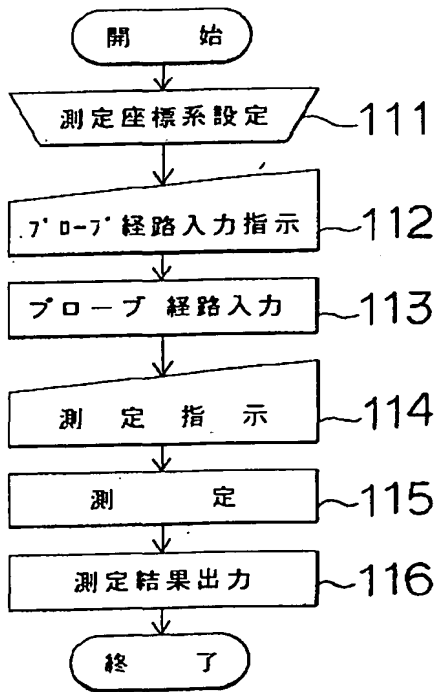 開始
測定座標系設定 111
プローブ経路入力指示 112
プローブ 経路入力 113
測定指示 114
測定 115
測定結果出力 116
終了